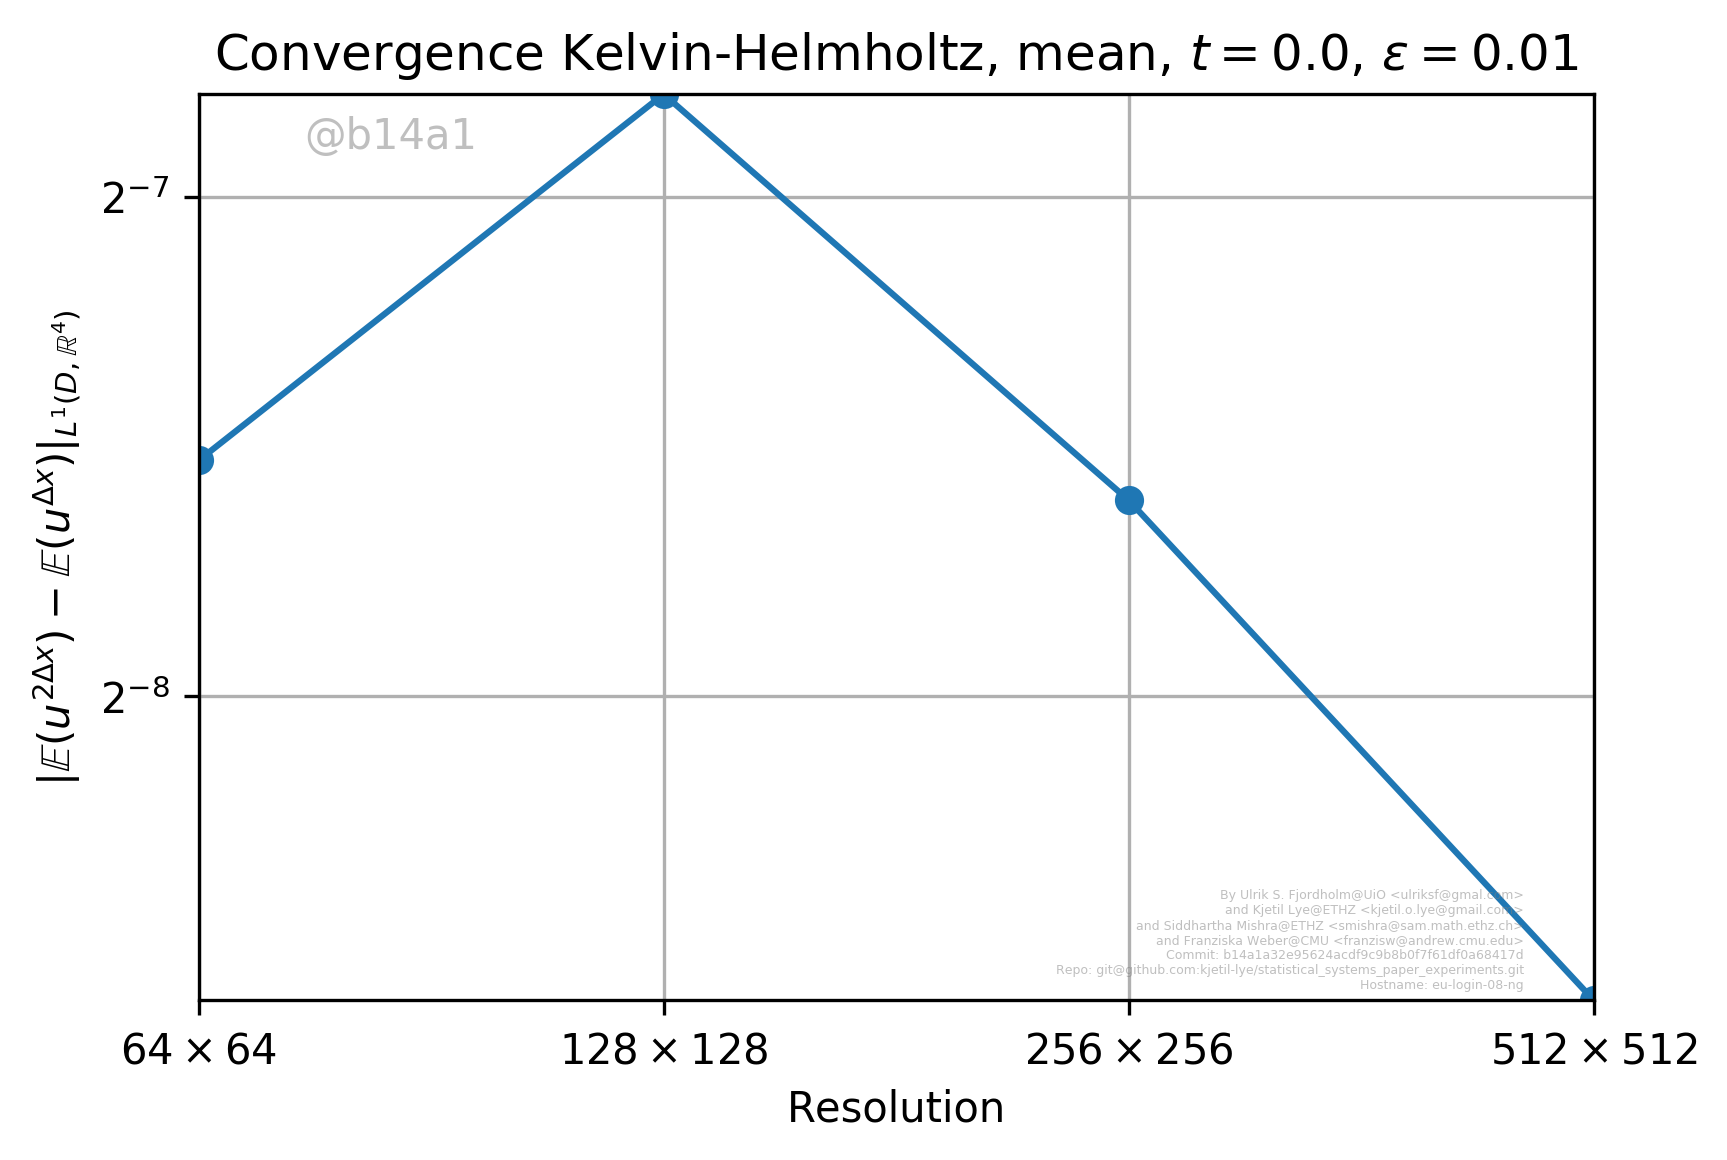 Convergence Kelvin-Helmholtz, mean, t = 0.0, ε = 0.01
@b14a1
2⁻⁷
2⁻⁸
|𝔼(u^{2Δx}) − 𝔼(u^{Δx})|_{L¹(D, ℝ⁴)}
By Ulrik S. Fjordholm@UiO <ulriksf@gmal.com>
and Kjetil Lye@ETHZ <kjetil.o.lye@gmail.com>
and Siddhartha Mishra@ETHZ <smishra@sam.math.ethz.ch>
and Franziska Weber@CMU <franzisw@andrew.cmu.edu>
Commit: b14a1a32e95624acdf9c9b8b0f7f61df0a68417d
Repo: git@github.com:kjetil-lye/statistical_systems_paper_experiments.git
Hostname: eu-login-08-ng
64 × 64 128 × 128 256 × 256 512 × 512
Resolution